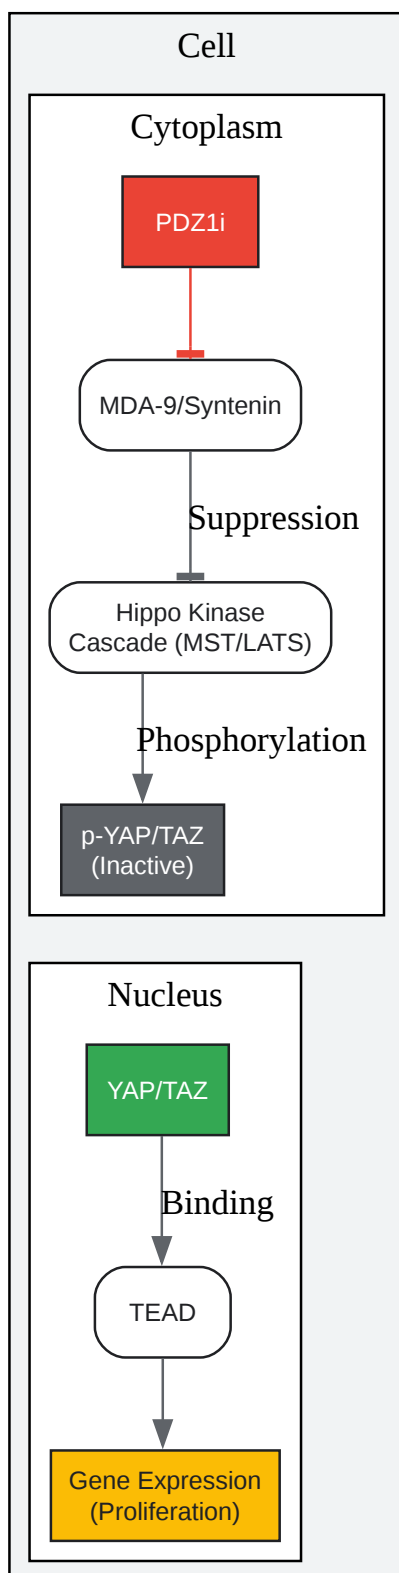 Cell
Cytoplasm
PDZ1i
MDA-9/Syntenin
Suppression
Hippo Kinase
Cascade (MST/LATS)
Phosphorylation
p-YAP/TAZ
(Inactive)
Nucleus
YAP/TAZ
Binding
TEAD
Gene Expression
(Proliferation)